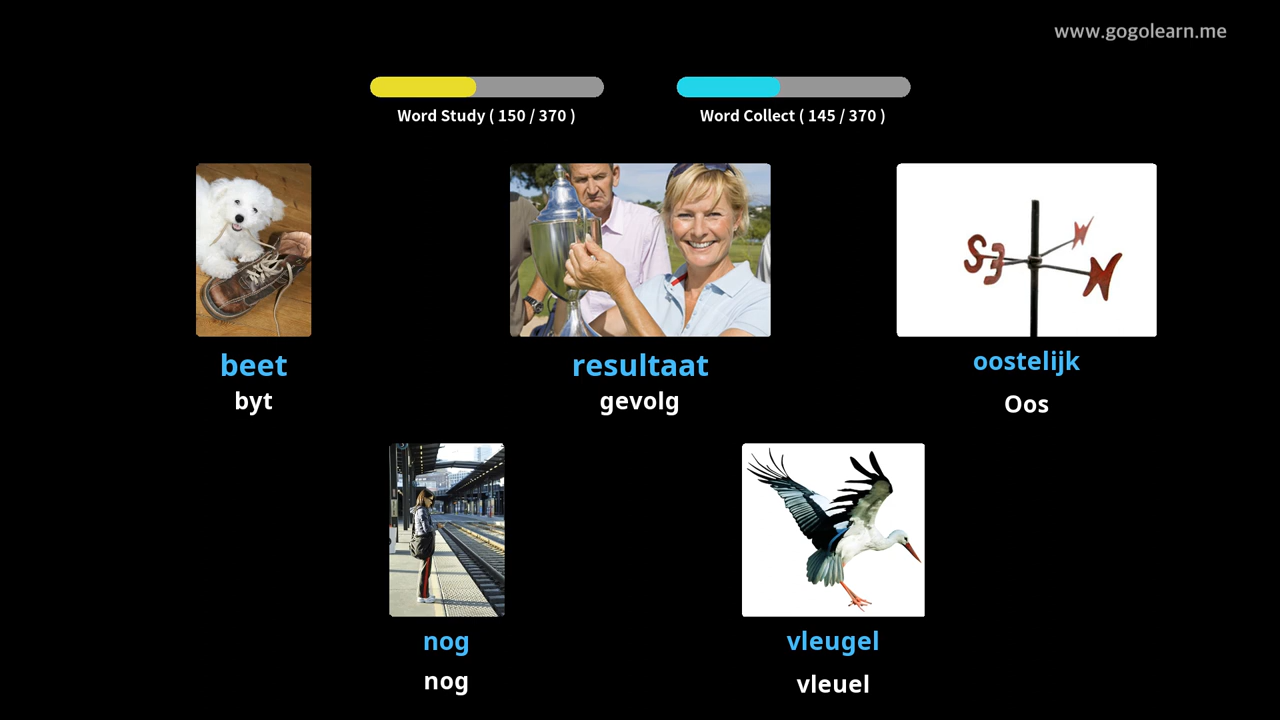 www.gogolearn.me
Word Study ( 150 / 370 )
Word Collect ( 145 / 370 )
S
E
N
W
beet
byt
resultaat
gevolg
oostelijk
Oos
nog
nog
vleugel
vleuel